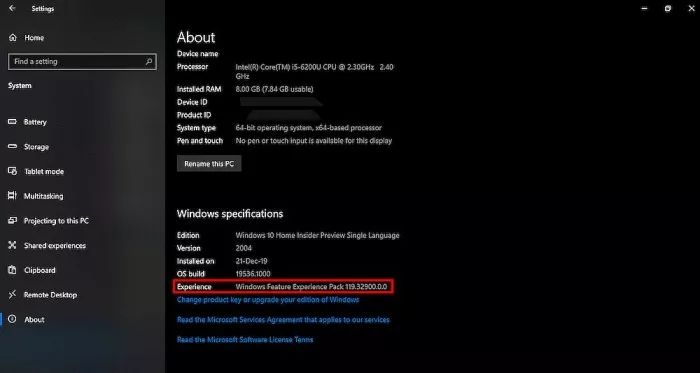 Settings
Home
Find a setting
System
Battery
Storage
Tablet mode
Multitasking
Projecting to this PC
Shared experiences
Clipboard
Remote Desktop
About
About
Device name
Processor Intel(R) Core(TM) i5-6200U CPU @ 2.30GHz 2.40
GHz
Installed RAM 8.00 GB (7.84 GB usable)
Device ID
Product ID
System type 64-bit operating system, x64-based processor
Pen and touch No pen or touch input is available for this display
Rename this PC
Windows specifications
Edition Windows 10 Home Insider Preview Single Language
Version 2004
Installed on 21-Dec-19
OS build 19536.1000
Experience Windows Feature Experience Pack 119.32900.0.0
Change product key or upgrade your edition of Windows
Read the Microsoft Services Agreement that applies to our services
Read the Microsoft Software License Terms